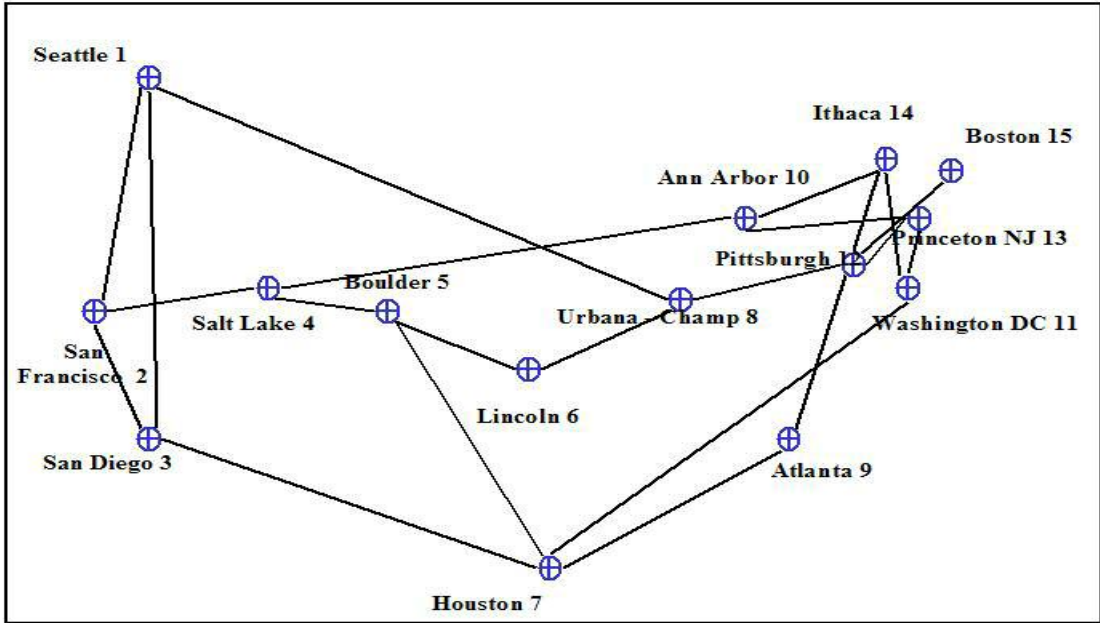 Seattle 1
Ithaca 14
Boston 15
Ann Arbor 10
Princeton NJ 13
Pittsburgh
Boulder 5
Salt Lake 4
Urbana - Champ 8
Washington DC 11
San
Francisco 2
Lincoln 6
San Diego 3
Atlanta 9
Houston 7